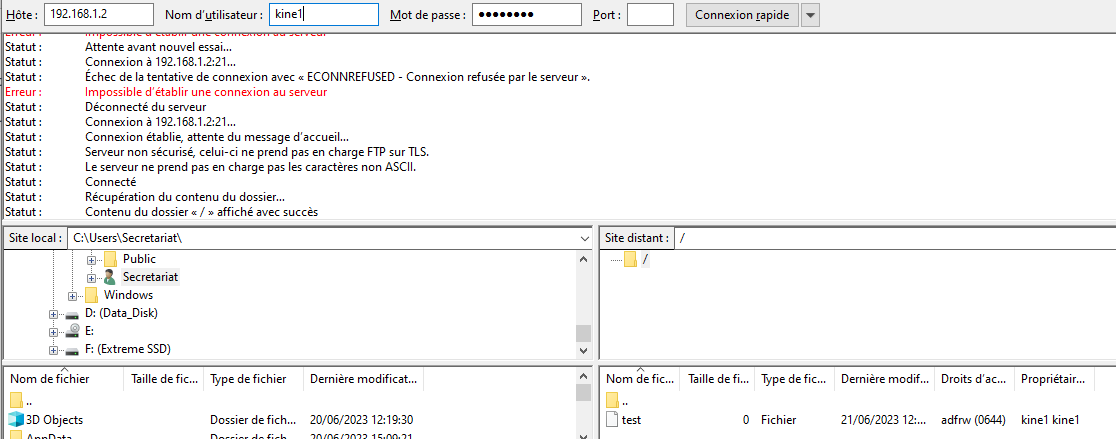 Hôte : 192.168.1.2 Nom d'utilisateur : kine1 Mot de passe : ●●●●●●●● Port : Connexion rapide
Erreur : Impossible d'établir une connexion au serveur
Statut : Attente avant nouvel essai...
Statut : Connexion à 192.168.1.2:21...
Statut : Échec de la tentative de connexion avec « ECONNREFUSED - Connexion refusée par le serveur ».
Erreur : Impossible d'établir une connexion au serveur
Statut : Déconnecté du serveur
Statut : Connexion à 192.168.1.2:21...
Statut : Connexion établie, attente du message d'accueil...
Statut : Serveur non sécurisé, celui-ci ne prend pas en charge FTP sur TLS.
Statut : Le serveur ne prend pas en charge pas les caractères non ASCII.
Statut : Connecté
Statut : Récupération du contenu du dossier...
Statut : Contenu du dossier « / » affiché avec succès
Site local : C:\Users\Secretariat\
Public
Secretariat
Windows
D: (Data_Disk)
E:
F: (Extreme SSD)
Site distant : /
/
Nom de fichier Taille de fic... Type de fichier Dernière modificat...
..
3D Objects Dossier de fich... 20/06/2023 12:19:30
AppData Dossier de fich... 20/06/2023 15:09:21
Nom de fic... Taille de fic... Type de fichier Dernière modif... Droits d'ac... Propriétair...
..
test 0 Fichier 21/06/2023 12:... adfrw (0644) kine1 kine1